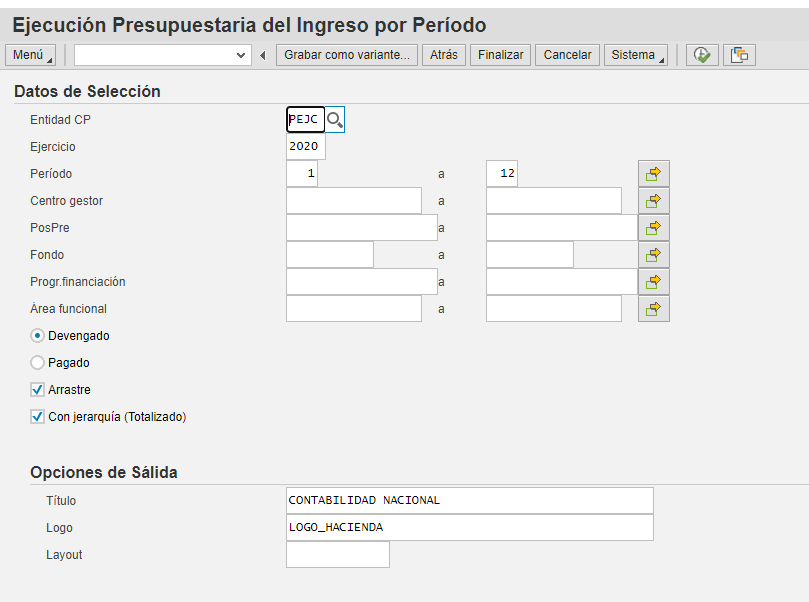 Ejecución Presupuestaria del Ingreso por Período
Menú Grabar como variante... Atrás Finalizar Cancelar Sistema
Datos de Selección
Entidad CP PEJC
Ejercicio 2020
Período 1 a 12
Centro gestor a
PosPre a
Fondo a
Progr.financiación a
Área funcional a
Devengado
Pagado
Arrastre
Con jerarquía (Totalizado)
Opciones de Sálida
Título CONTABILIDAD NACIONAL
Logo LOGO_HACIENDA
Layout